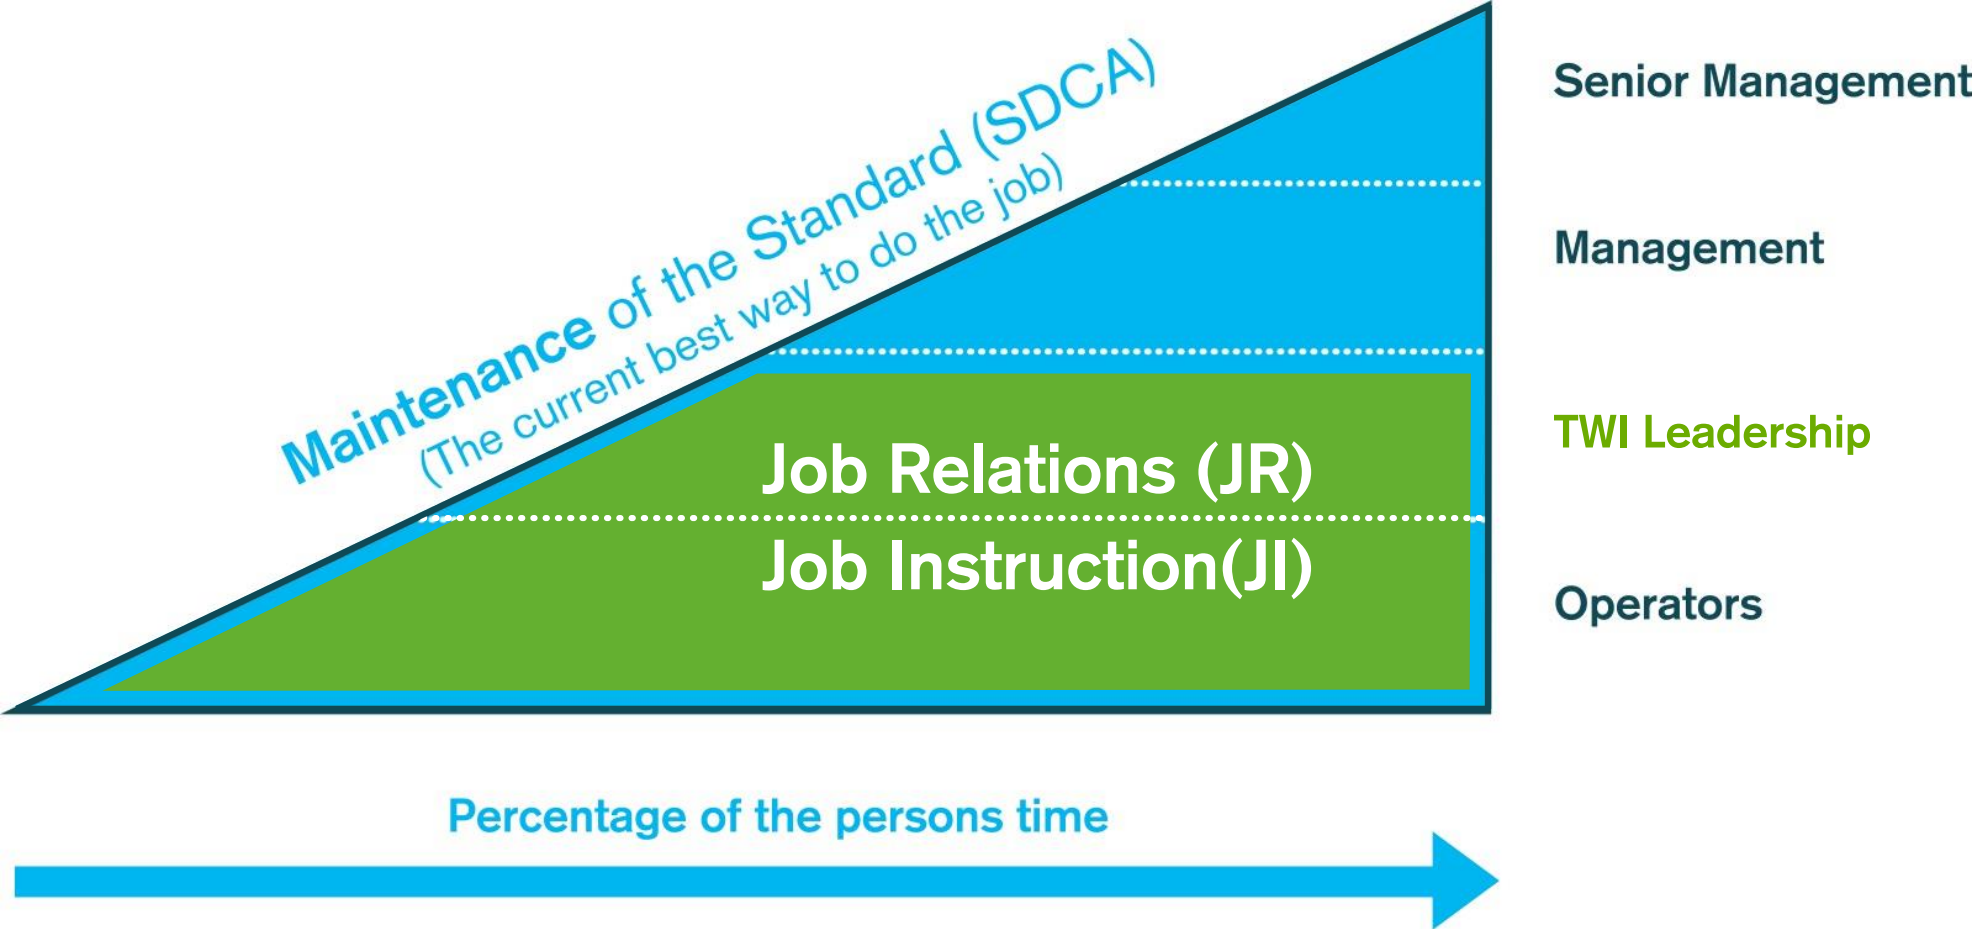 Maintenance of the Standard (SDCA)
(The current best way to do the job)
Senior Management
Management
TWI Leadership
Job Relations (JR)
Job Instruction(JI)
Operators
Percentage of the persons time